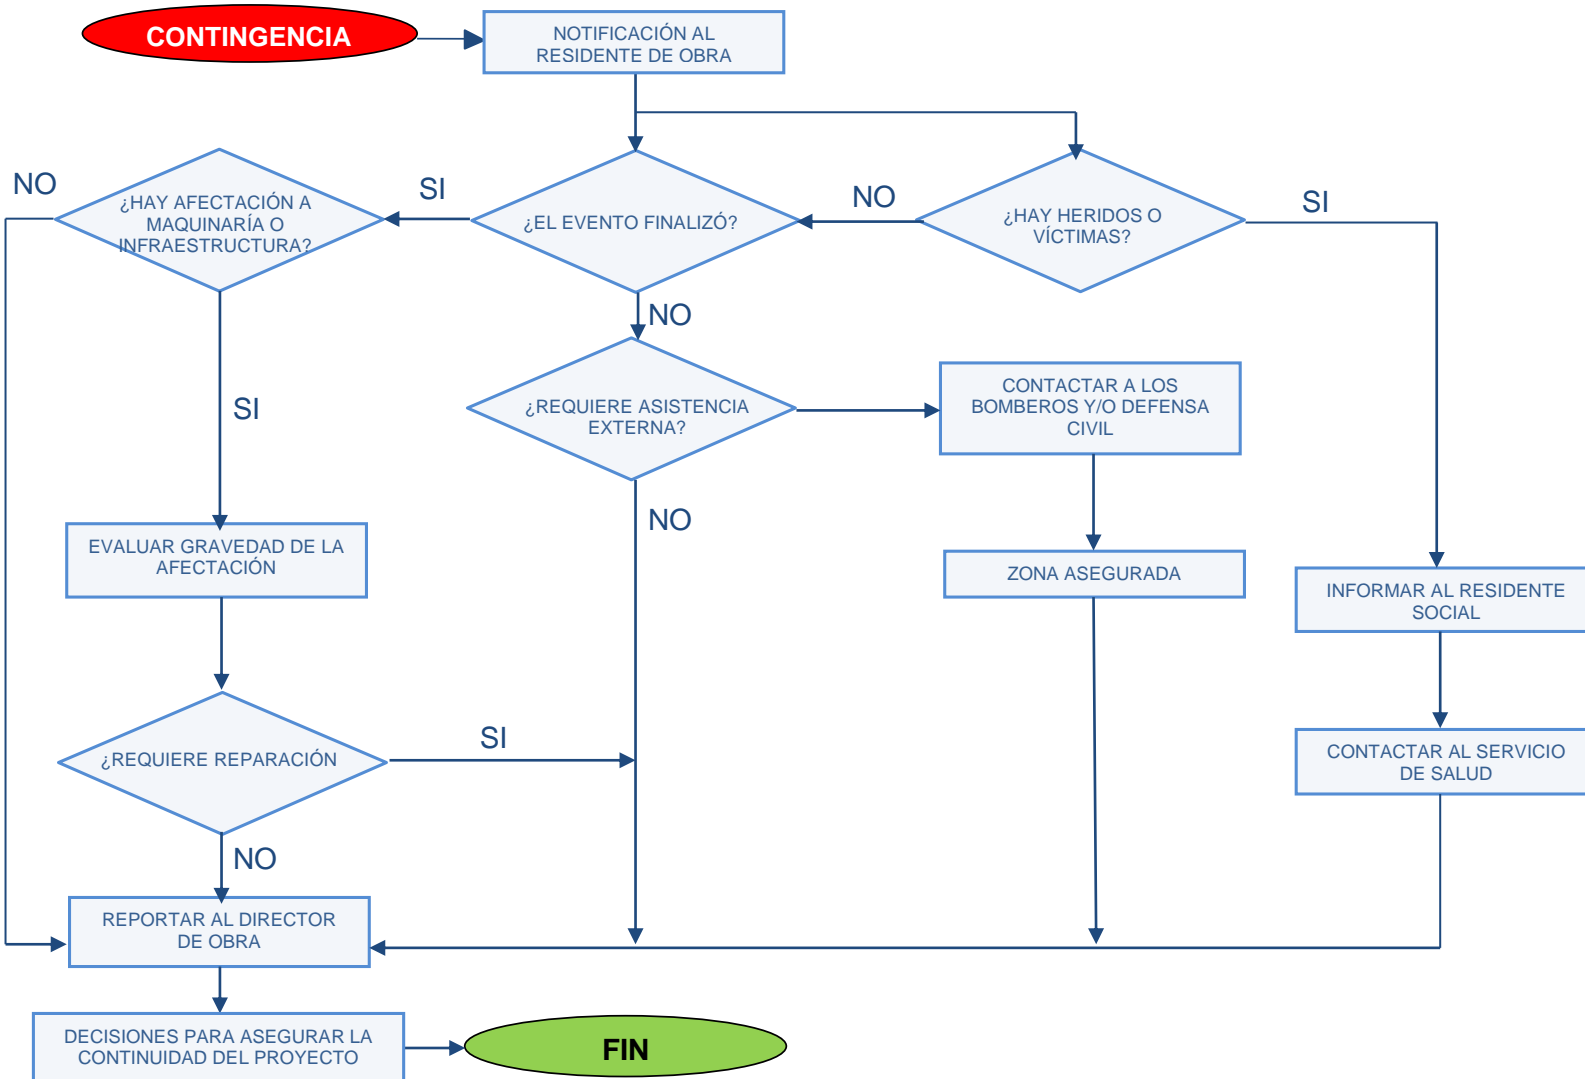 CONTINGENCIA
NOTIFICACIÓN AL
RESIDENTE DE OBRA
NO
¿HAY AFECTACIÓN A
MAQUINARÍA O
INFRAESTRUCTURA?
SI
¿EL EVENTO FINALIZÓ?
NO
¿HAY HERIDOS O
VÍCTIMAS?
SI
NO
SI
¿REQUIERE ASISTENCIA
EXTERNA?
CONTACTAR A LOS
BOMBEROS Y/O DEFENSA
CIVIL
NO
EVALUAR GRAVEDAD DE LA
AFECTACIÓN
ZONA ASEGURADA
INFORMAR AL RESIDENTE
SOCIAL
¿REQUIERE REPARACIÓN
SI
CONTACTAR AL SERVICIO
DE SALUD
NO
REPORTAR AL DIRECTOR
DE OBRA
DECISIONES PARA ASEGURAR LA
CONTINUIDAD DEL PROYECTO
FIN